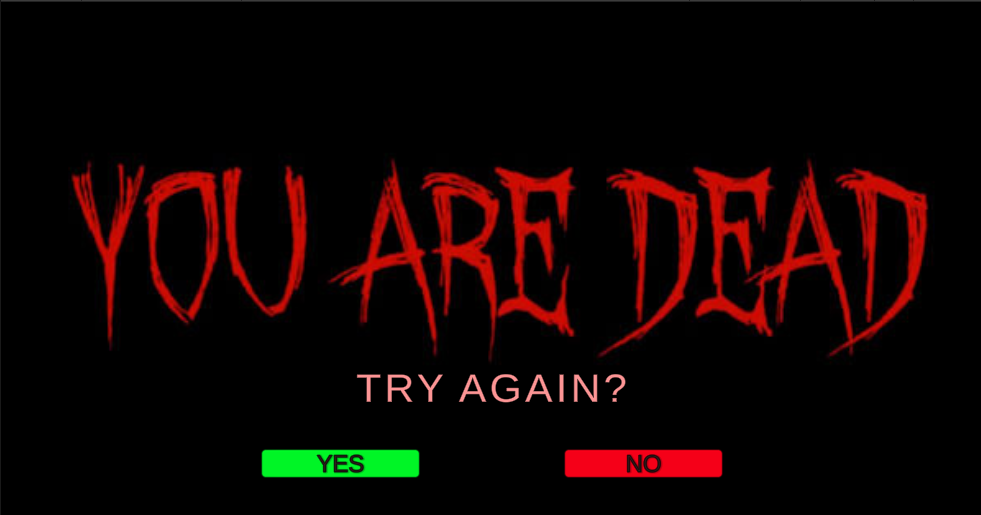 YOU ARE DEAD
TRY AGAIN?
YES
NO